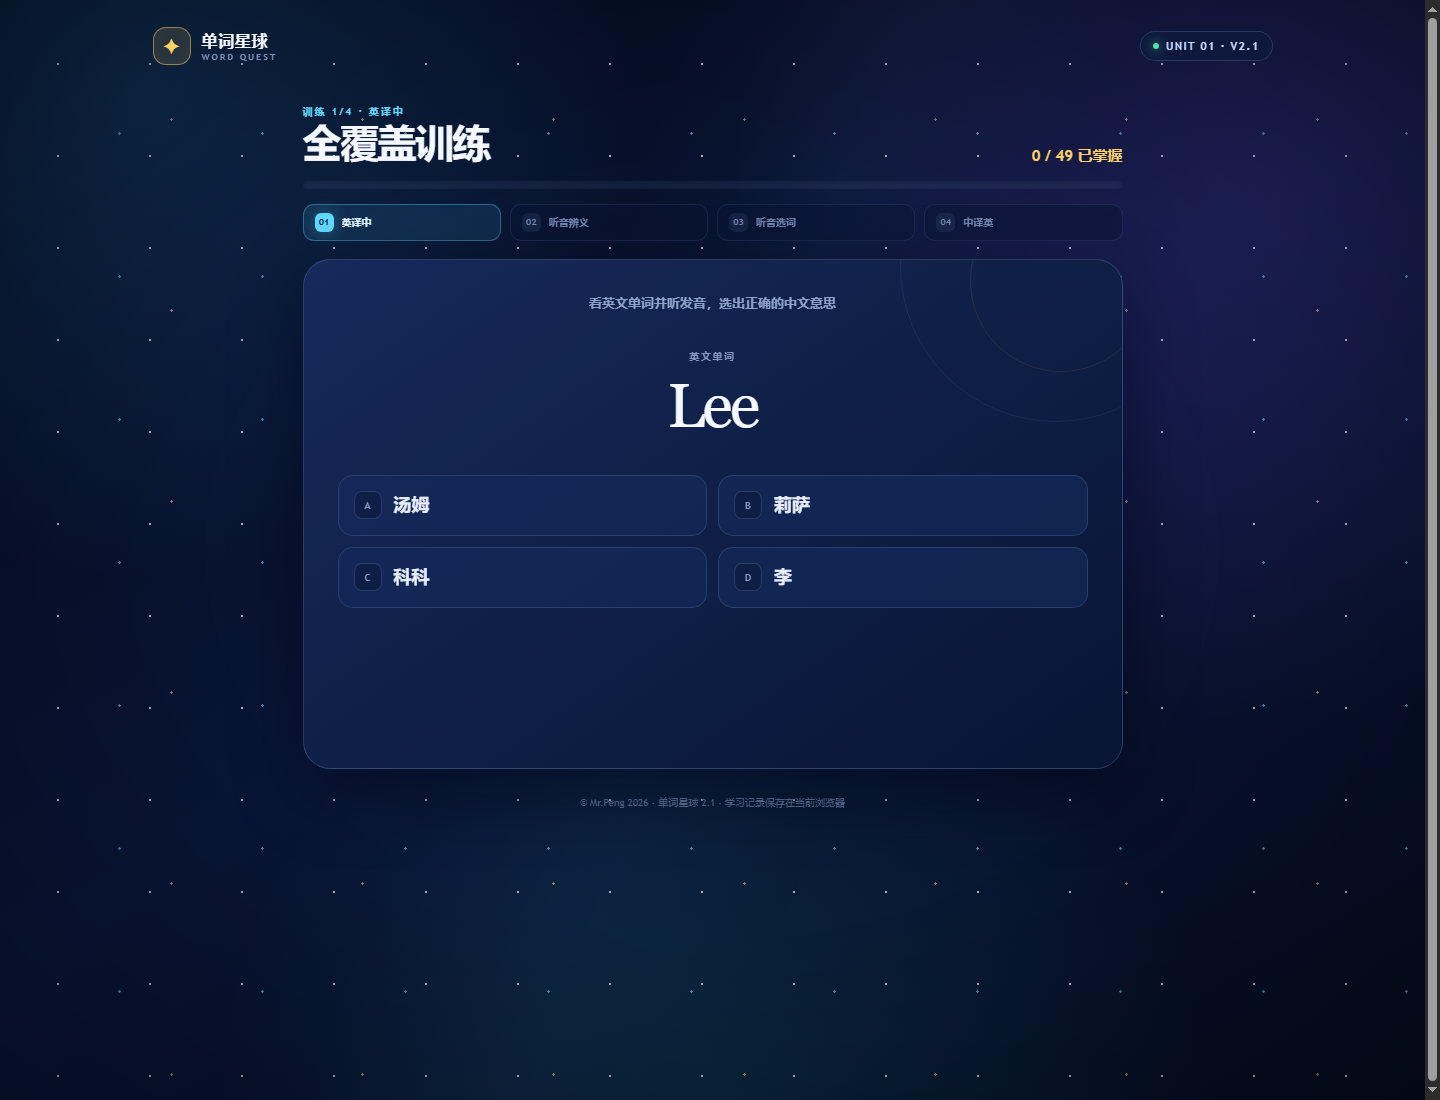 单词星球
WORD QUEST
UNIT 01 · V2.1
训练 1/4 · 英译中
全覆盖训练
0 / 49 已掌握
01 英译中
02 听音辨义
03 听音选词
04 中译英
看英文单词并听发音，选出正确的中文意思
英文单词
Lee
A 汤姆
B 莉萨
C 科科
D 李
© Mr.Peng 2026 · 单词星球 2.1 · 学习记录保存在当前浏览器